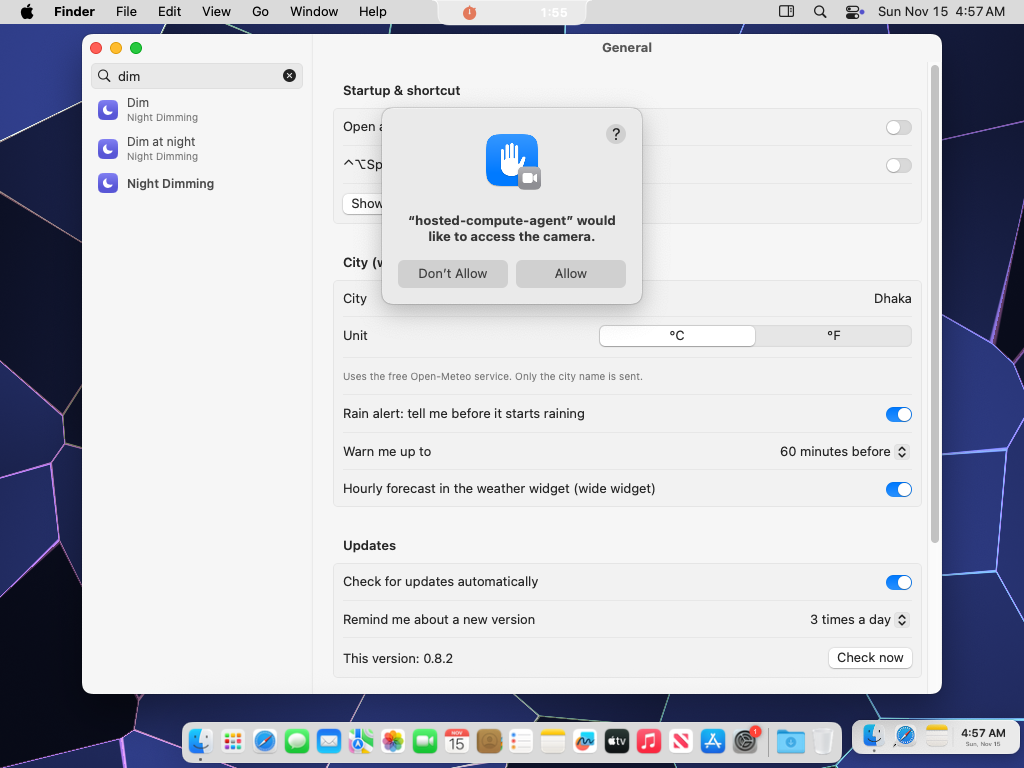 Finder File Edit View Go Window Help 1:55 Sun Nov 15 4:57 AM
General
dim
Dim
Night Dimming
Dim at night
Night Dimming
Night Dimming
Startup & shortcut
Open a
^⌥Sp
Show
?
“hosted-compute-agent” would
like to access the camera.
Don't Allow Allow
City (w
City Dhaka
Unit °C °F
Uses the free Open-Meteo service. Only the city name is sent.
Rain alert: tell me before it starts raining
Warn me up to 60 minutes before
Hourly forecast in the weather widget (wide widget)
Updates
Check for updates automatically
Remind me about a new version 3 times a day
This version: 0.8.2 Check now
NOV
15
tv
1
4:57 AM
Sun, Nov 15